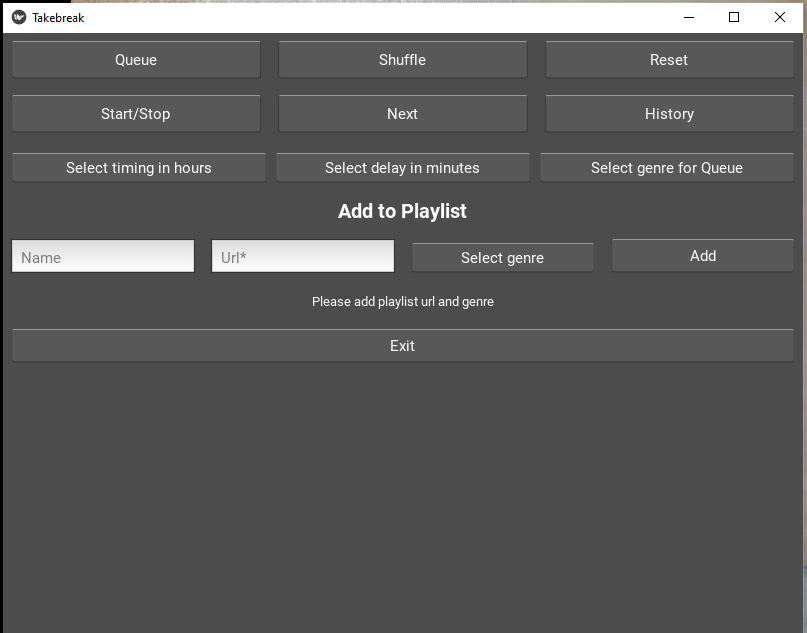 Takebreak
Queue Shuffle Reset
Start/Stop Next History
Select timing in hours Select delay in minutes Select genre for Queue
Add to Playlist
Name Url* Select genre Add
Please add playlist url and genre
Exit